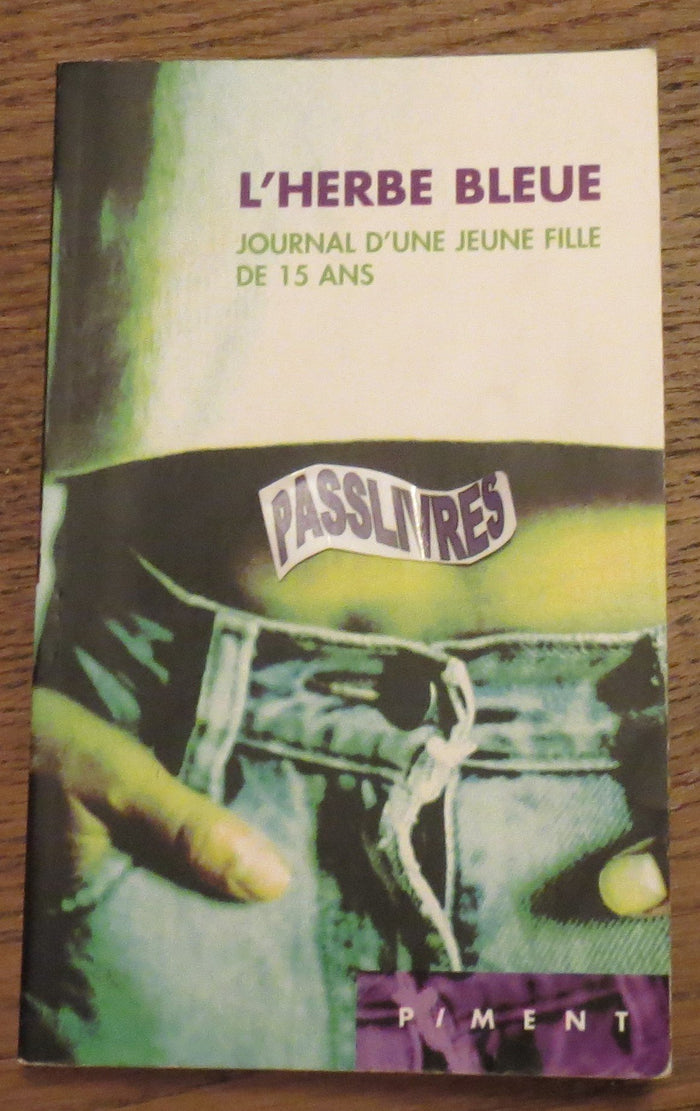 L'HERBE BLEUE
JOURNAL D'UNE JEUNE FILLE
DE 15 ANS
PASSLIVRES
PIMENT